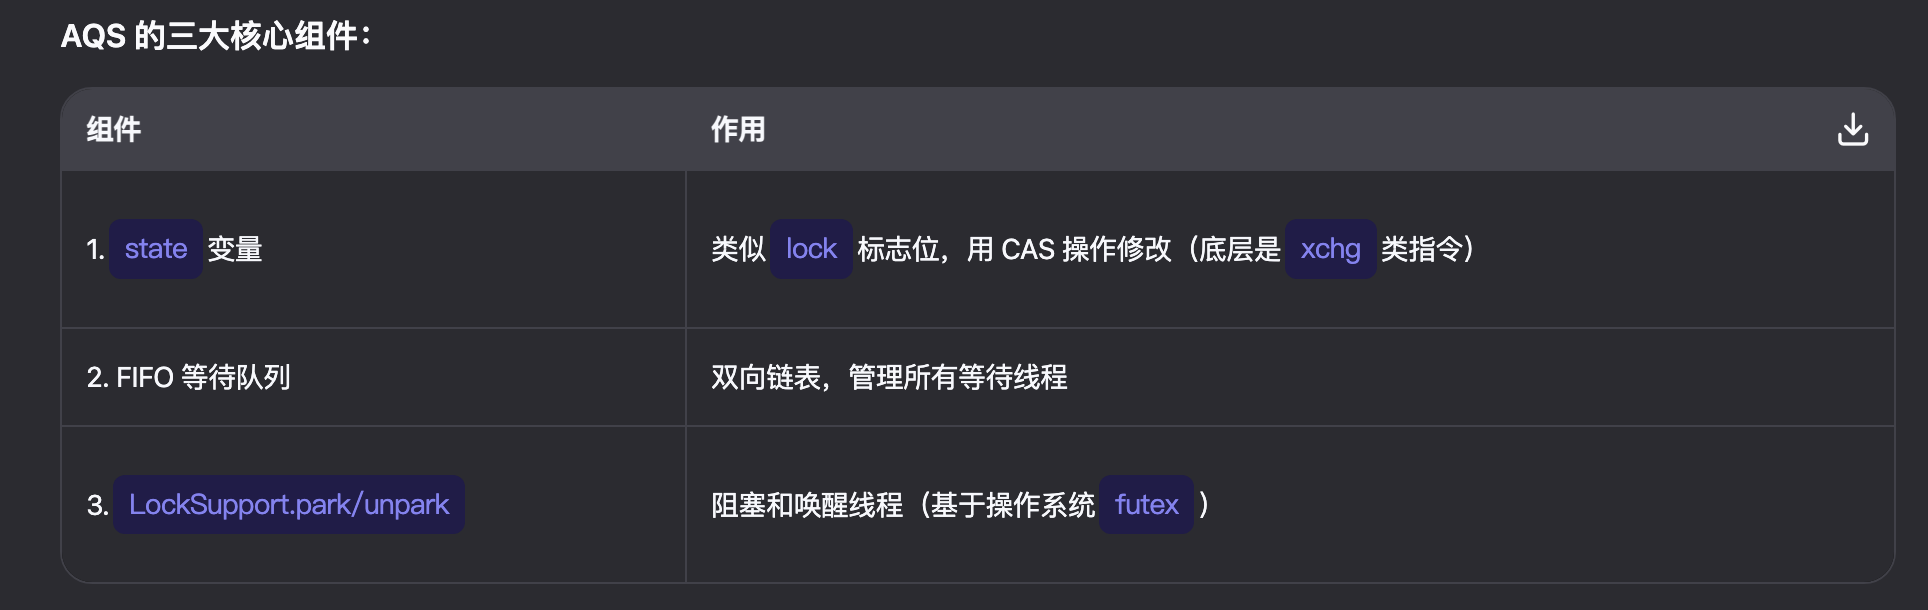 AQS 的三大核心组件：
组件 作用
1. state 变量 类似 lock 标志位，用 CAS 操作修改（底层是 xchg 类指令）
2. FIFO 等待队列 双向链表，管理所有等待线程
3. LockSupport.park/unpark 阻塞和唤醒线程（基于操作系统 futex ）